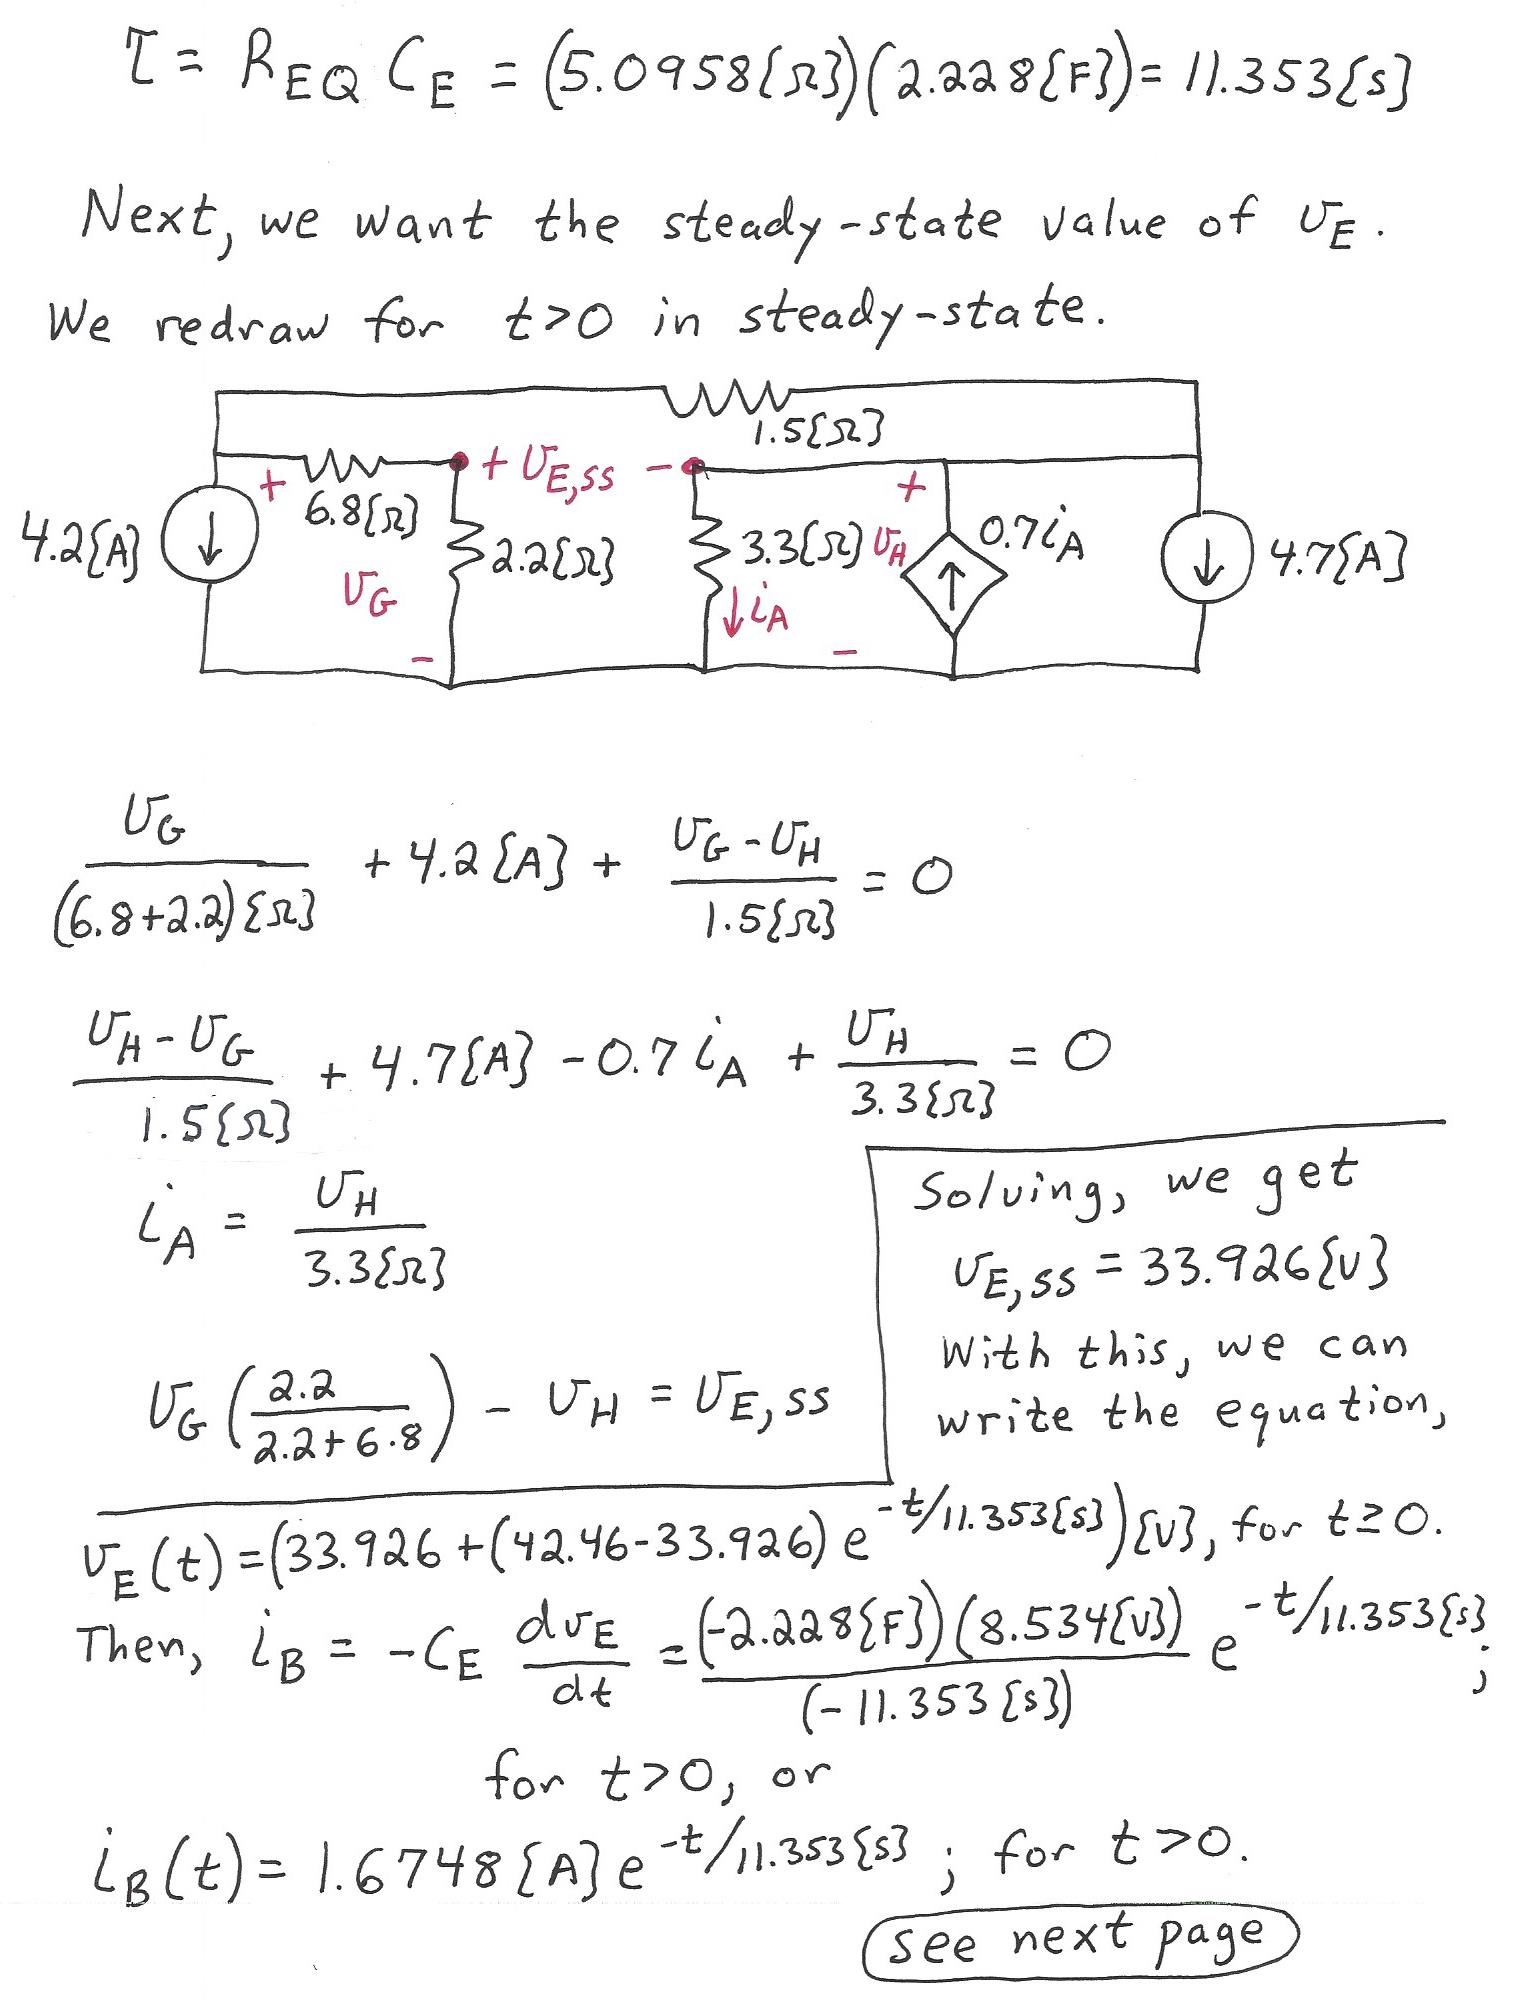 τ = R_EQ C_E = (5.0958{Ω})(2.228{F}) = 11.353{s}
Next, we want the steady-state value of v_E.
We redraw for t>0 in steady-state.
1.5{Ω}
+ 6.8{Ω} + v_E,ss - + 0.7i_A
4.2{A} v_G 2.2{Ω} 3.3{Ω} v_H 4.7{A}
↓i_A
- -
v_G / (6.8+2.2){Ω} + 4.2{A} + (v_G - v_H) / 1.5{Ω} = 0
(v_H - v_G) / 1.5{Ω} + 4.7{A} - 0.7 i_A + v_H / 3.3{Ω} = 0
i_A = v_H / 3.3{Ω}
v_G (2.2 / (2.2+6.8)) - v_H = v_E,ss
Solving, we get
v_E,ss = 33.926{V}
With this, we can
write the equation,
v_E(t) = (33.926 + (42.46-33.926) e^(-t/11.353{s})){V}, for t≥0.
Then, i_B = -C_E dv_E/dt = (-2.228{F})(8.534{V}) / (-11.353{s}) e^(-t/11.353{s});
for t>0, or
i_B(t) = 1.6748{A} e^(-t/11.353{s}); for t>0.
see next page